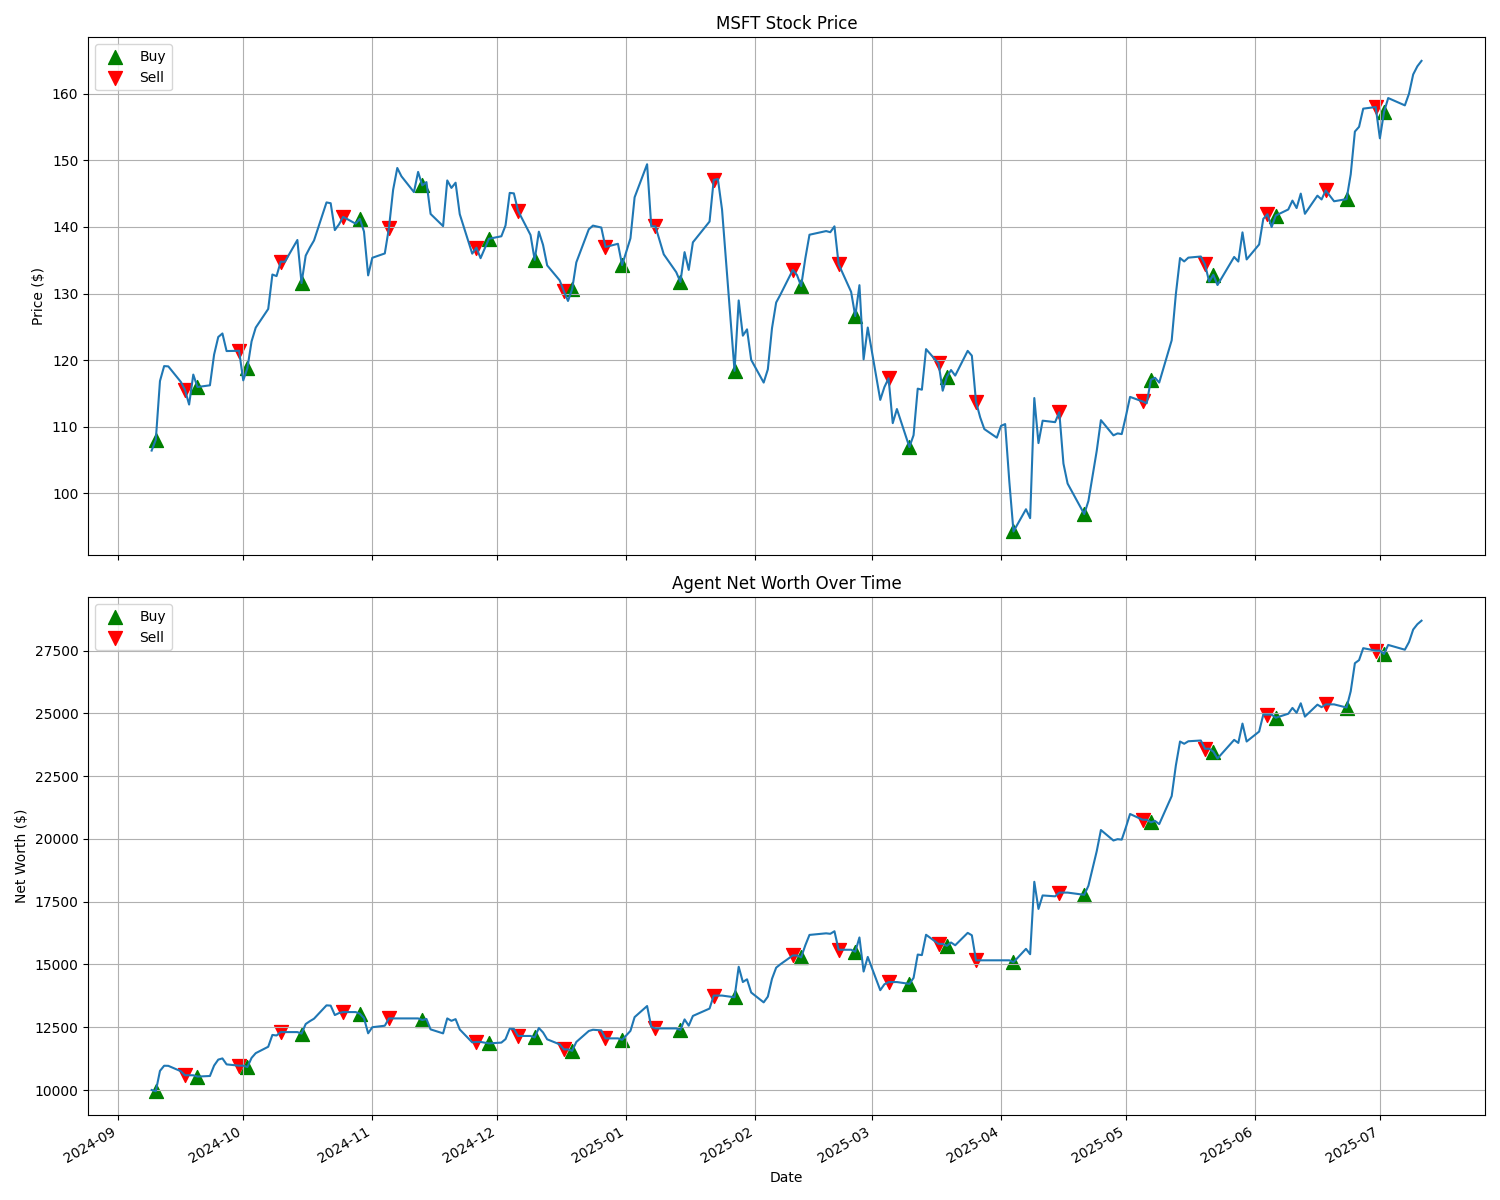 MSFT Stock Price
Buy
Sell
Price ($)
160
150
140
130
120
110
100
Agent Net Worth Over Time
Buy
Sell
Net Worth ($)
27500
25000
22500
20000
17500
15000
12500
10000
2024-09
2024-10
2024-11
2024-12
2025-01
2025-02
2025-03
2025-04
2025-05
2025-06
2025-07
Date